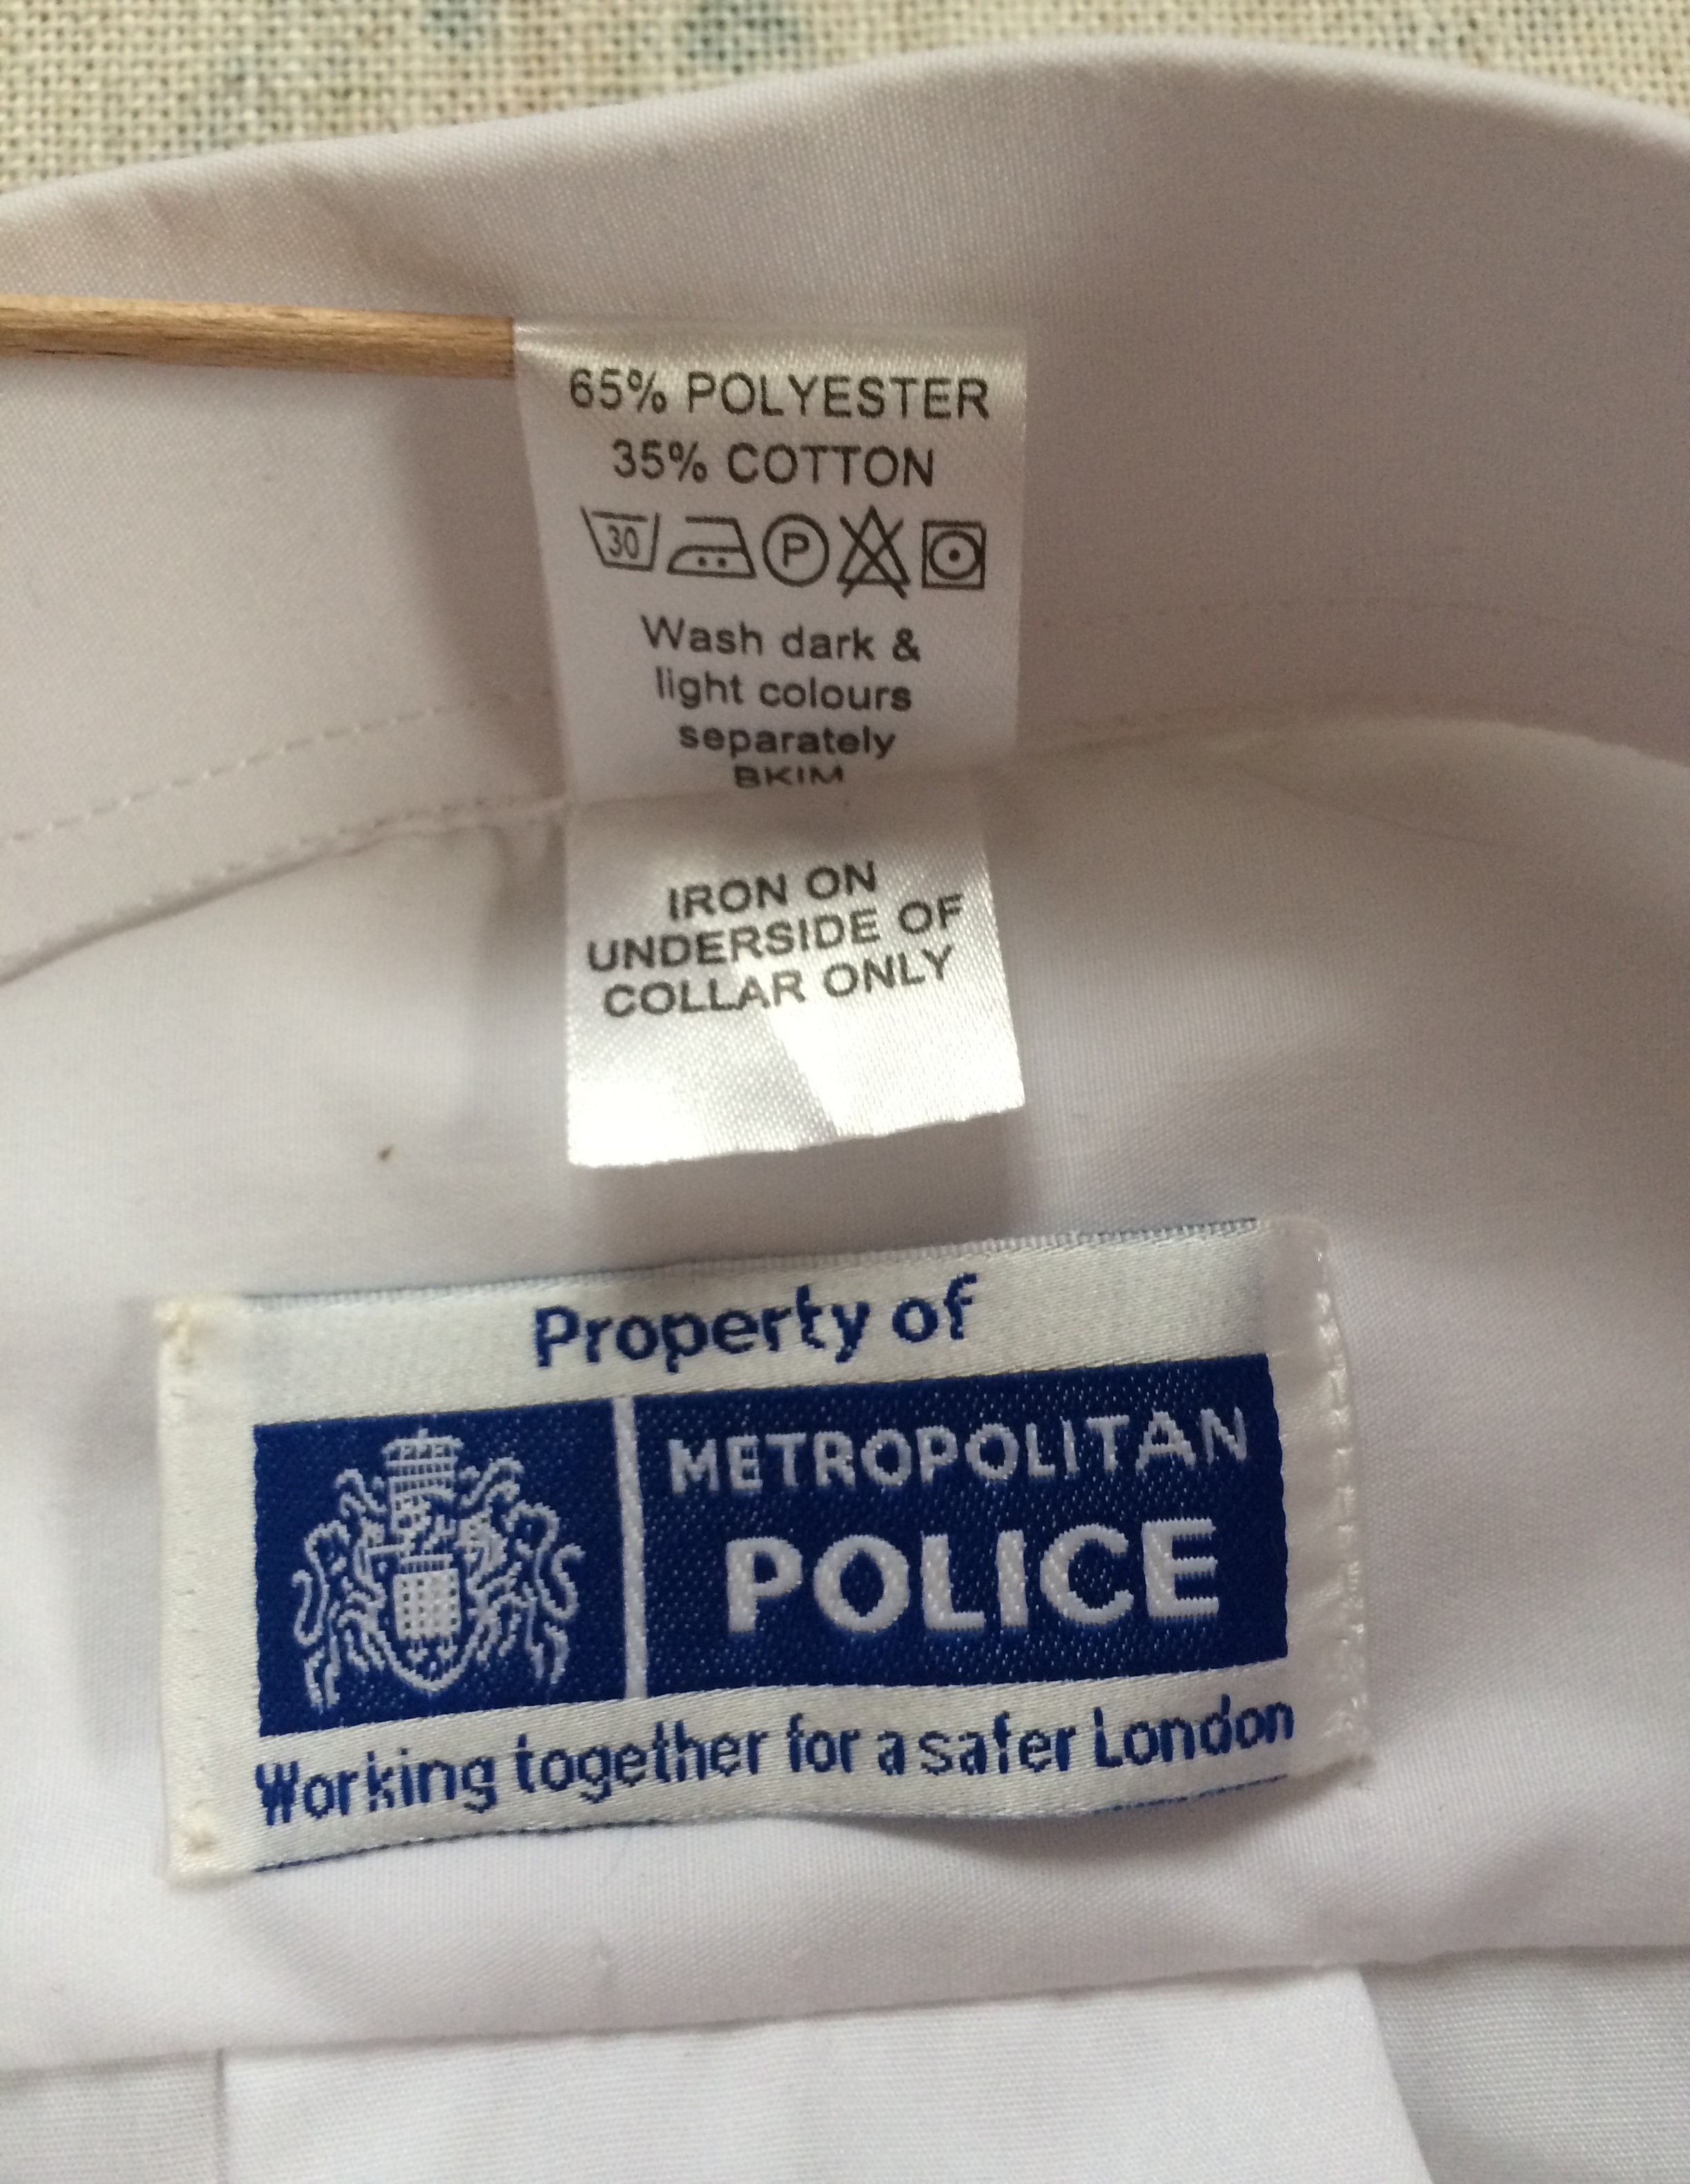 65% POLYESTER
35% COTTON
30 P
Wash dark &
light colours
separately
BKIM
IRON ON
UNDERSIDE OF
COLLAR ONLY
Property of
METROPOLITAN
POLICE
Working together for a safer London